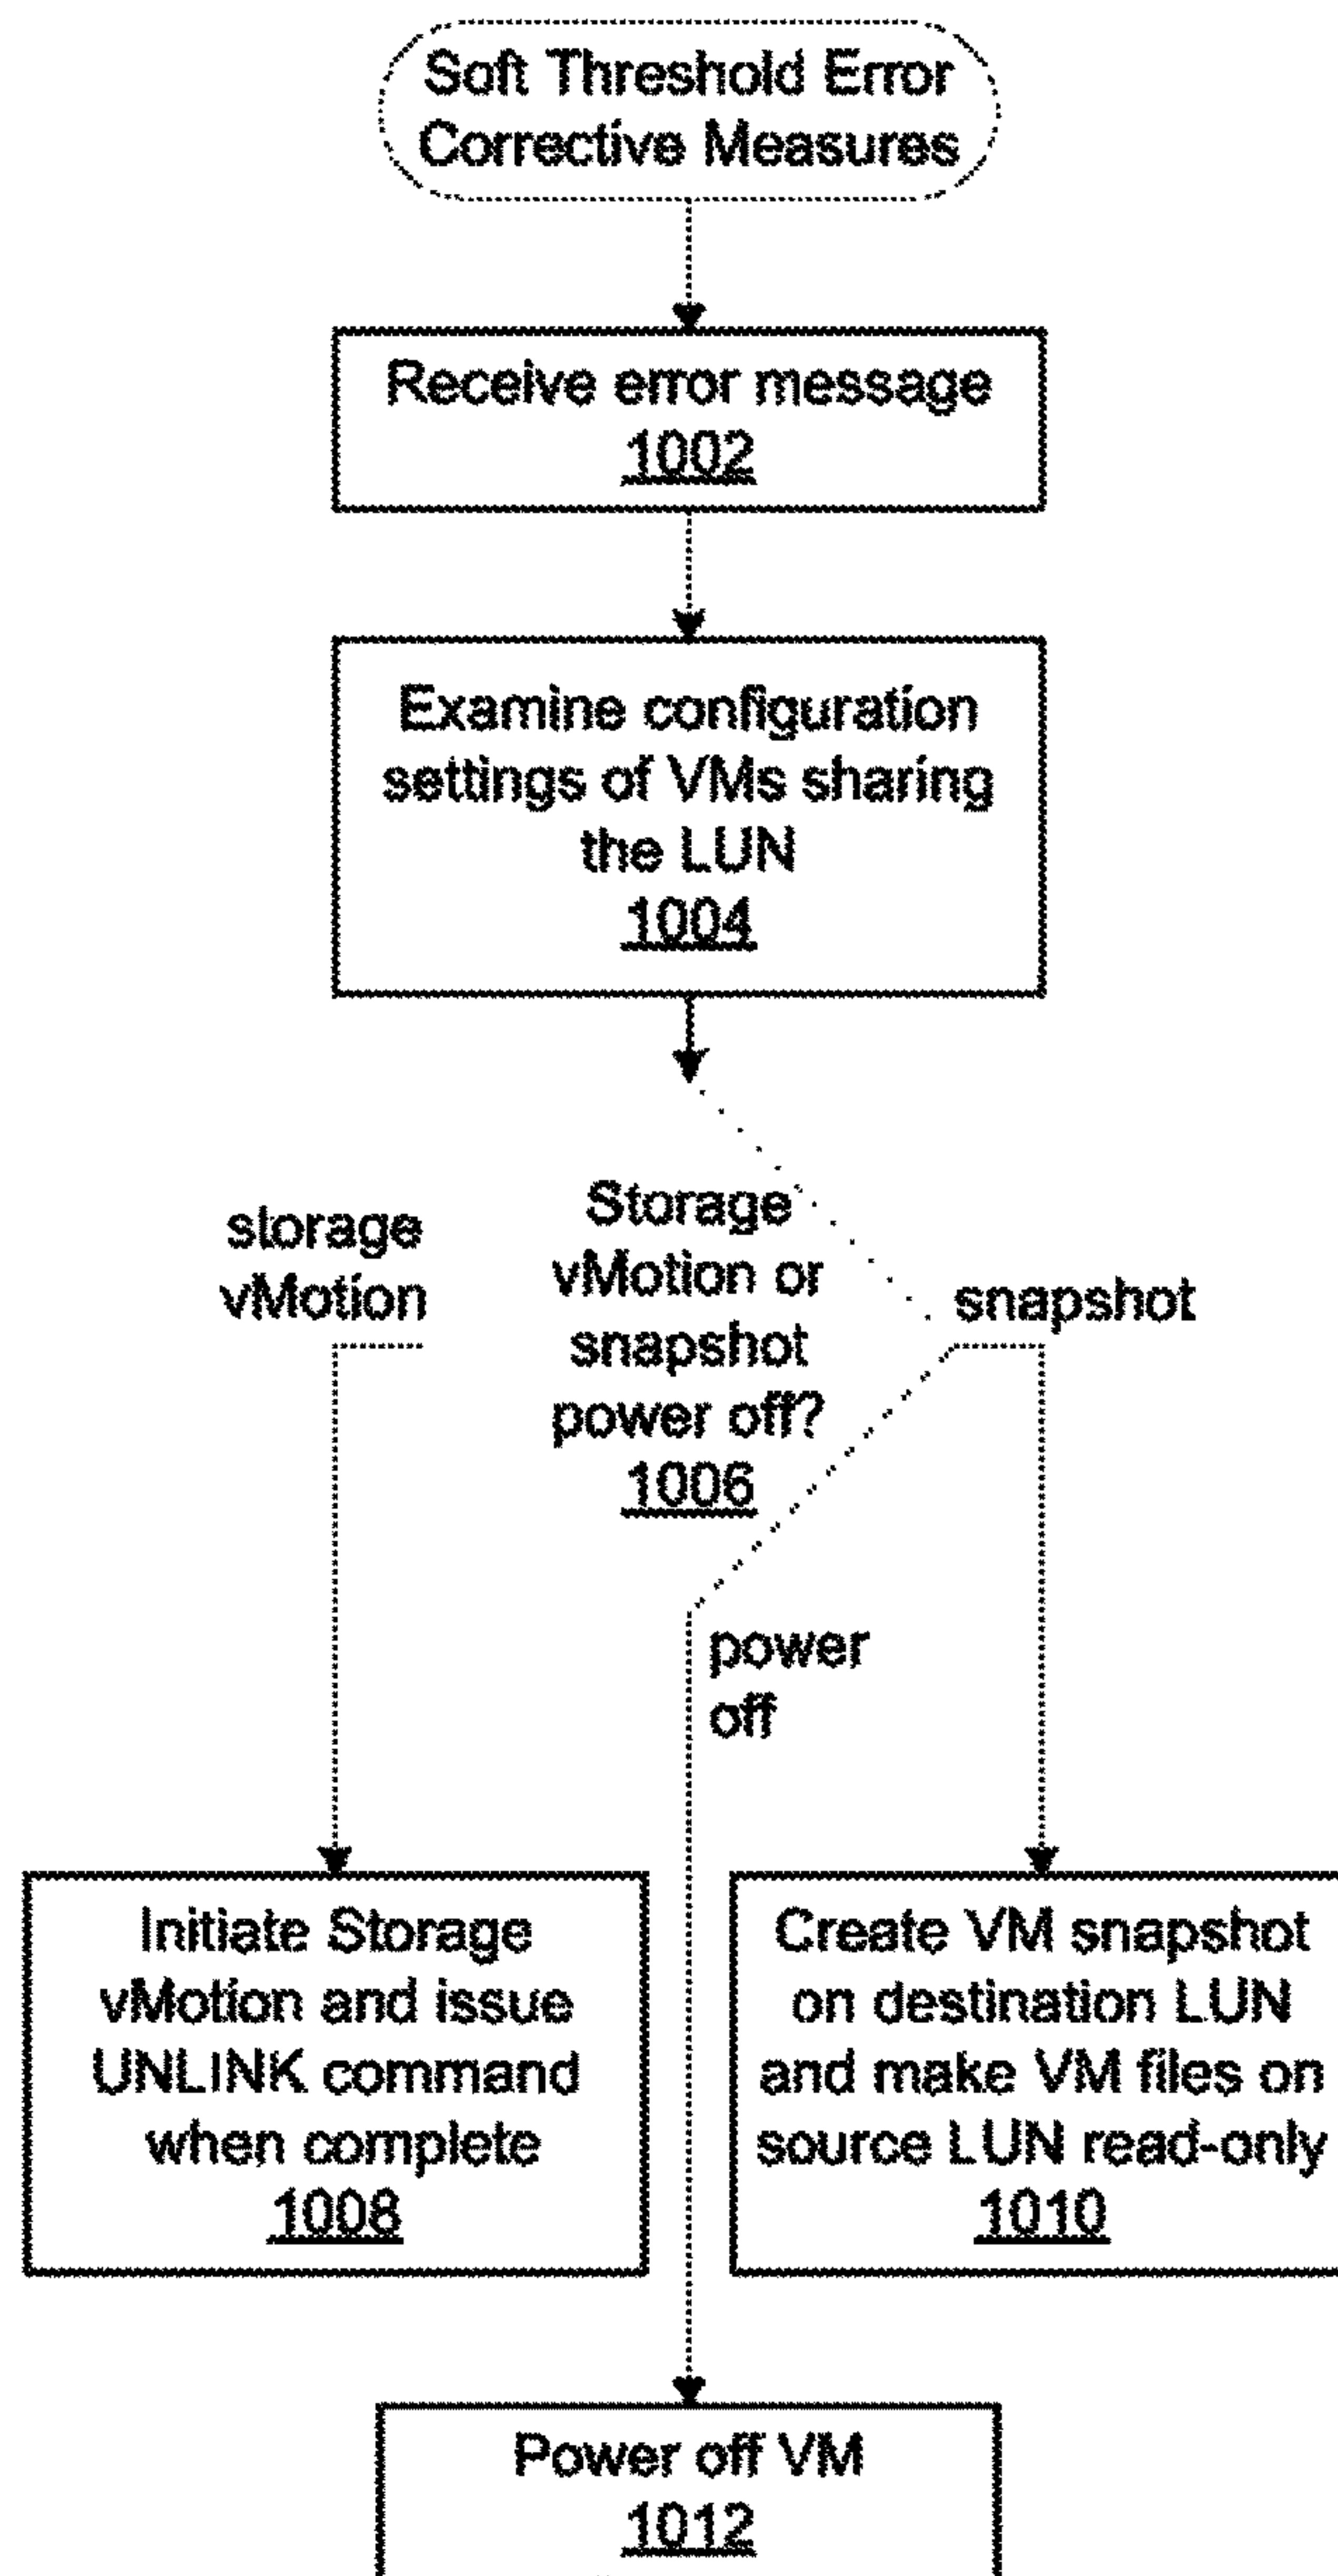 Soft Threshold Error
Corrective Measures
Receive error message
1002
Examine configuration
settings of VMs sharing
the LUN
1004
storage
vMotion
Storage
vMotion or
snapshot
power off?
1006
snapshot
power
off
Initiate Storage
vMotion and issue
UNLINK command
when complete
1008
Create VM snapshot
on destination LUN
and make VM files on
source LUN read-only
1010
Power off VM
1012